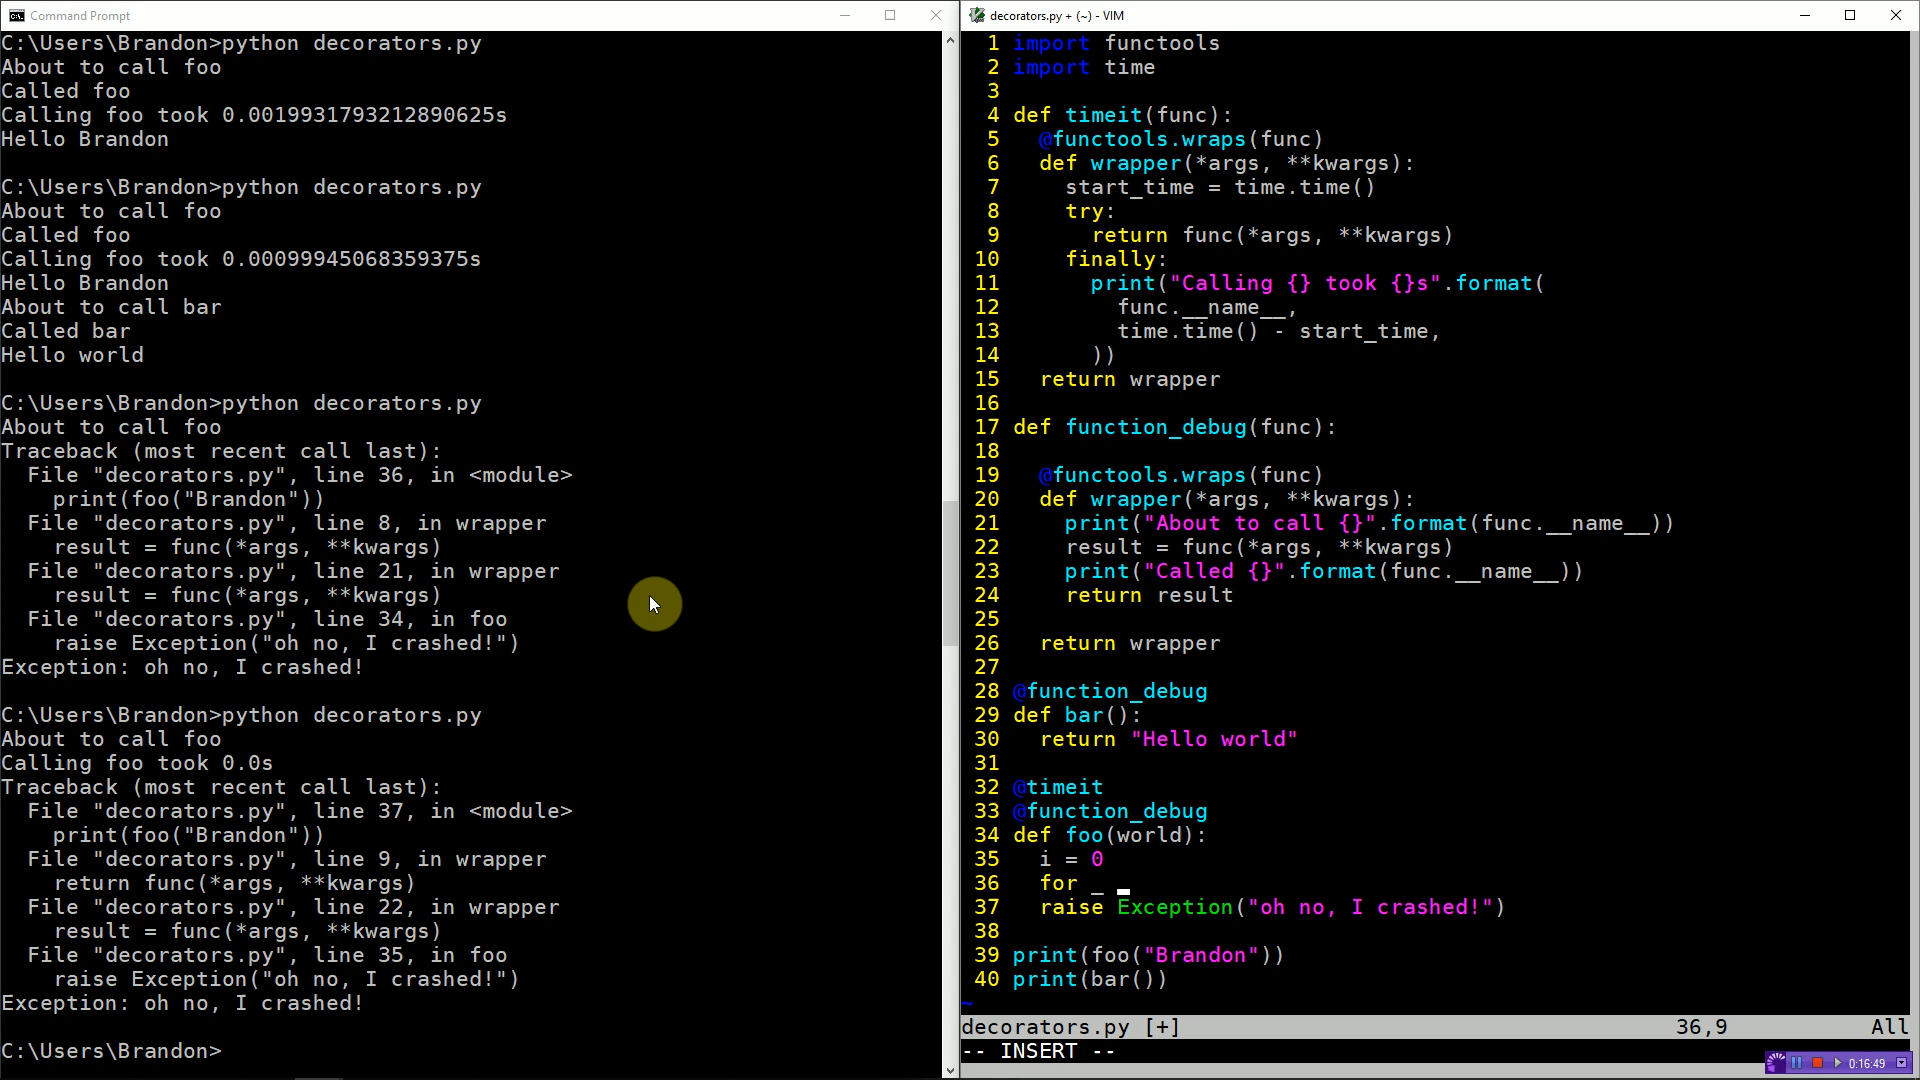 Command Prompt
C:\Users\Brandon>python decorators.py
About to call foo
Called foo
Calling foo took 0.0019931793212890625s
Hello Brandon
C:\Users\Brandon>python decorators.py
About to call foo
Called foo
Calling foo took 0.00099945068359375s
Hello Brandon
About to call bar
Called bar
Hello world
C:\Users\Brandon>python decorators.py
About to call foo
Traceback (most recent call last):
  File "decorators.py", line 36, in <module>
    print(foo("Brandon"))
  File "decorators.py", line 8, in wrapper
    result = func(*args, **kwargs)
  File "decorators.py", line 21, in wrapper
    result = func(*args, **kwargs)
  File "decorators.py", line 34, in foo
    raise Exception("oh no, I crashed!")
Exception: oh no, I crashed!
C:\Users\Brandon>python decorators.py
About to call foo
Calling foo took 0.0s
Traceback (most recent call last):
  File "decorators.py", line 37, in <module>
    print(foo("Brandon"))
  File "decorators.py", line 9, in wrapper
    return func(*args, **kwargs)
  File "decorators.py", line 22, in wrapper
    result = func(*args, **kwargs)
  File "decorators.py", line 35, in foo
    raise Exception("oh no, I crashed!")
Exception: oh no, I crashed!
C:\Users\Brandon>
decorators.py + (~) - VIM
1 import functools
2 import time
3
4 def timeit(func):
5   @functools.wraps(func)
6   def wrapper(*args, **kwargs):
7     start_time = time.time()
8     try:
9       return func(*args, **kwargs)
10     finally:
11       print("Calling {} took {}s".format(
12         func.__name__,
13         time.time() - start_time,
14       ))
15   return wrapper
16
17 def function_debug(func):
18
19   @functools.wraps(func)
20   def wrapper(*args, **kwargs):
21     print("About to call {}".format(func.__name__))
22     result = func(*args, **kwargs)
23     print("Called {}".format(func.__name__))
24     return result
25
26   return wrapper
27
28 @function_debug
29 def bar():
30   return "Hello world"
31
32 @timeit
33 @function_debug
34 def foo(world):
35   i = 0
36   for _
37   raise Exception("oh no, I crashed!")
38
39 print(foo("Brandon"))
40 print(bar())
~
decorators.py [+] 36,9 All
-- INSERT --
0:16:49